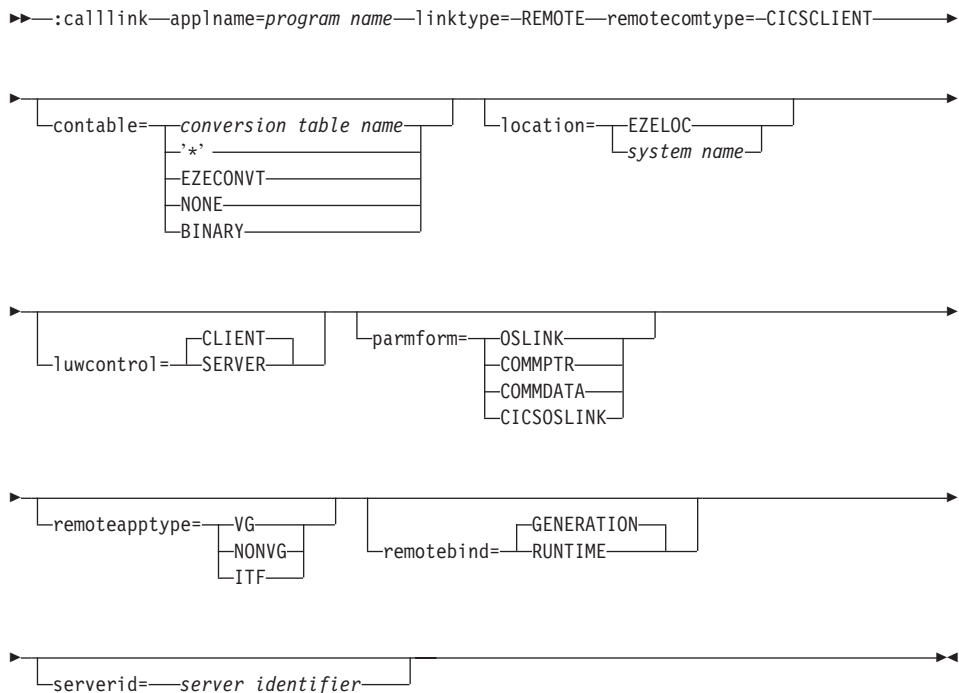 :calllink applname=program name linktype= REMOTE remotecomtype= CICSCLIENT
contable= conversion table name
'*'
EZECONVT
NONE
BINARY
location= EZELOC
system name
luwcontrol= CLIENT
SERVER
parmform= OSLINK
COMMPTR
COMMDATA
CICSOSLINK
remoteapptype= VG
NONVG
ITF
remotebind= GENERATION
RUNTIME
serverid= server identifier